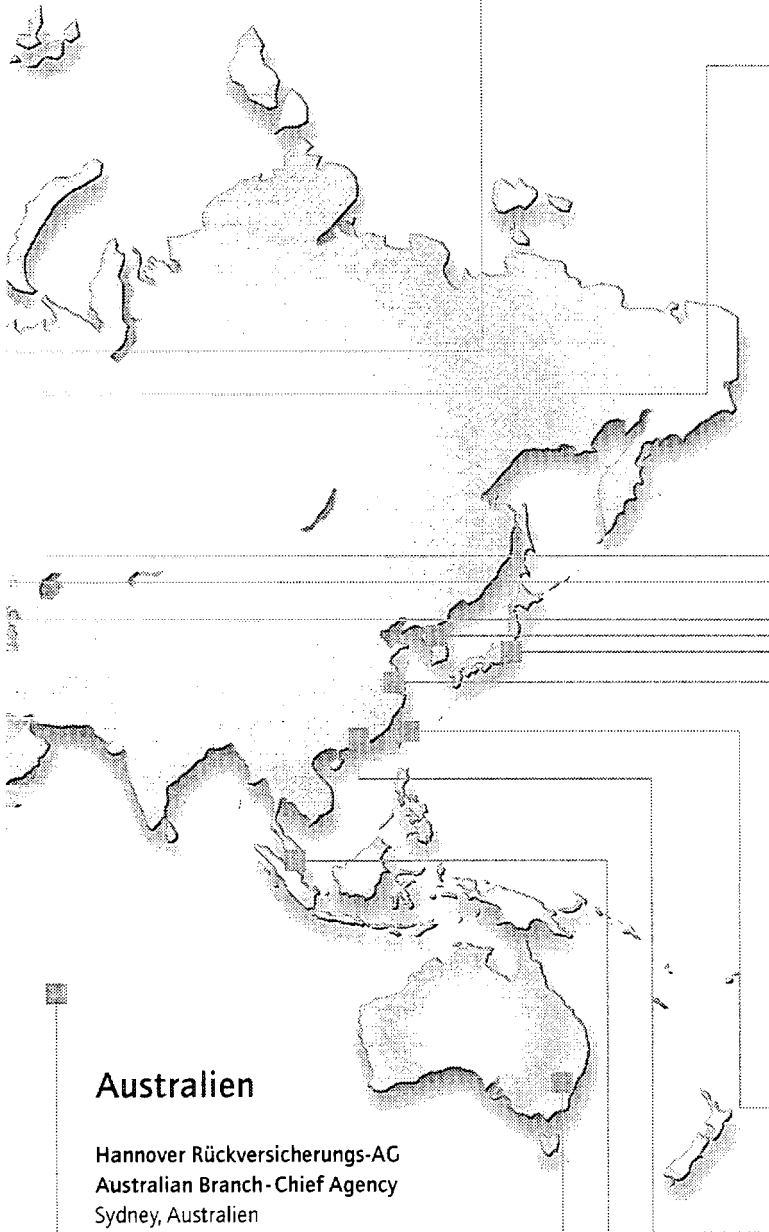 Australien
Hannover Rückversicherungs-AG
Australian Branch - Chief Agency
Sydney, Australien